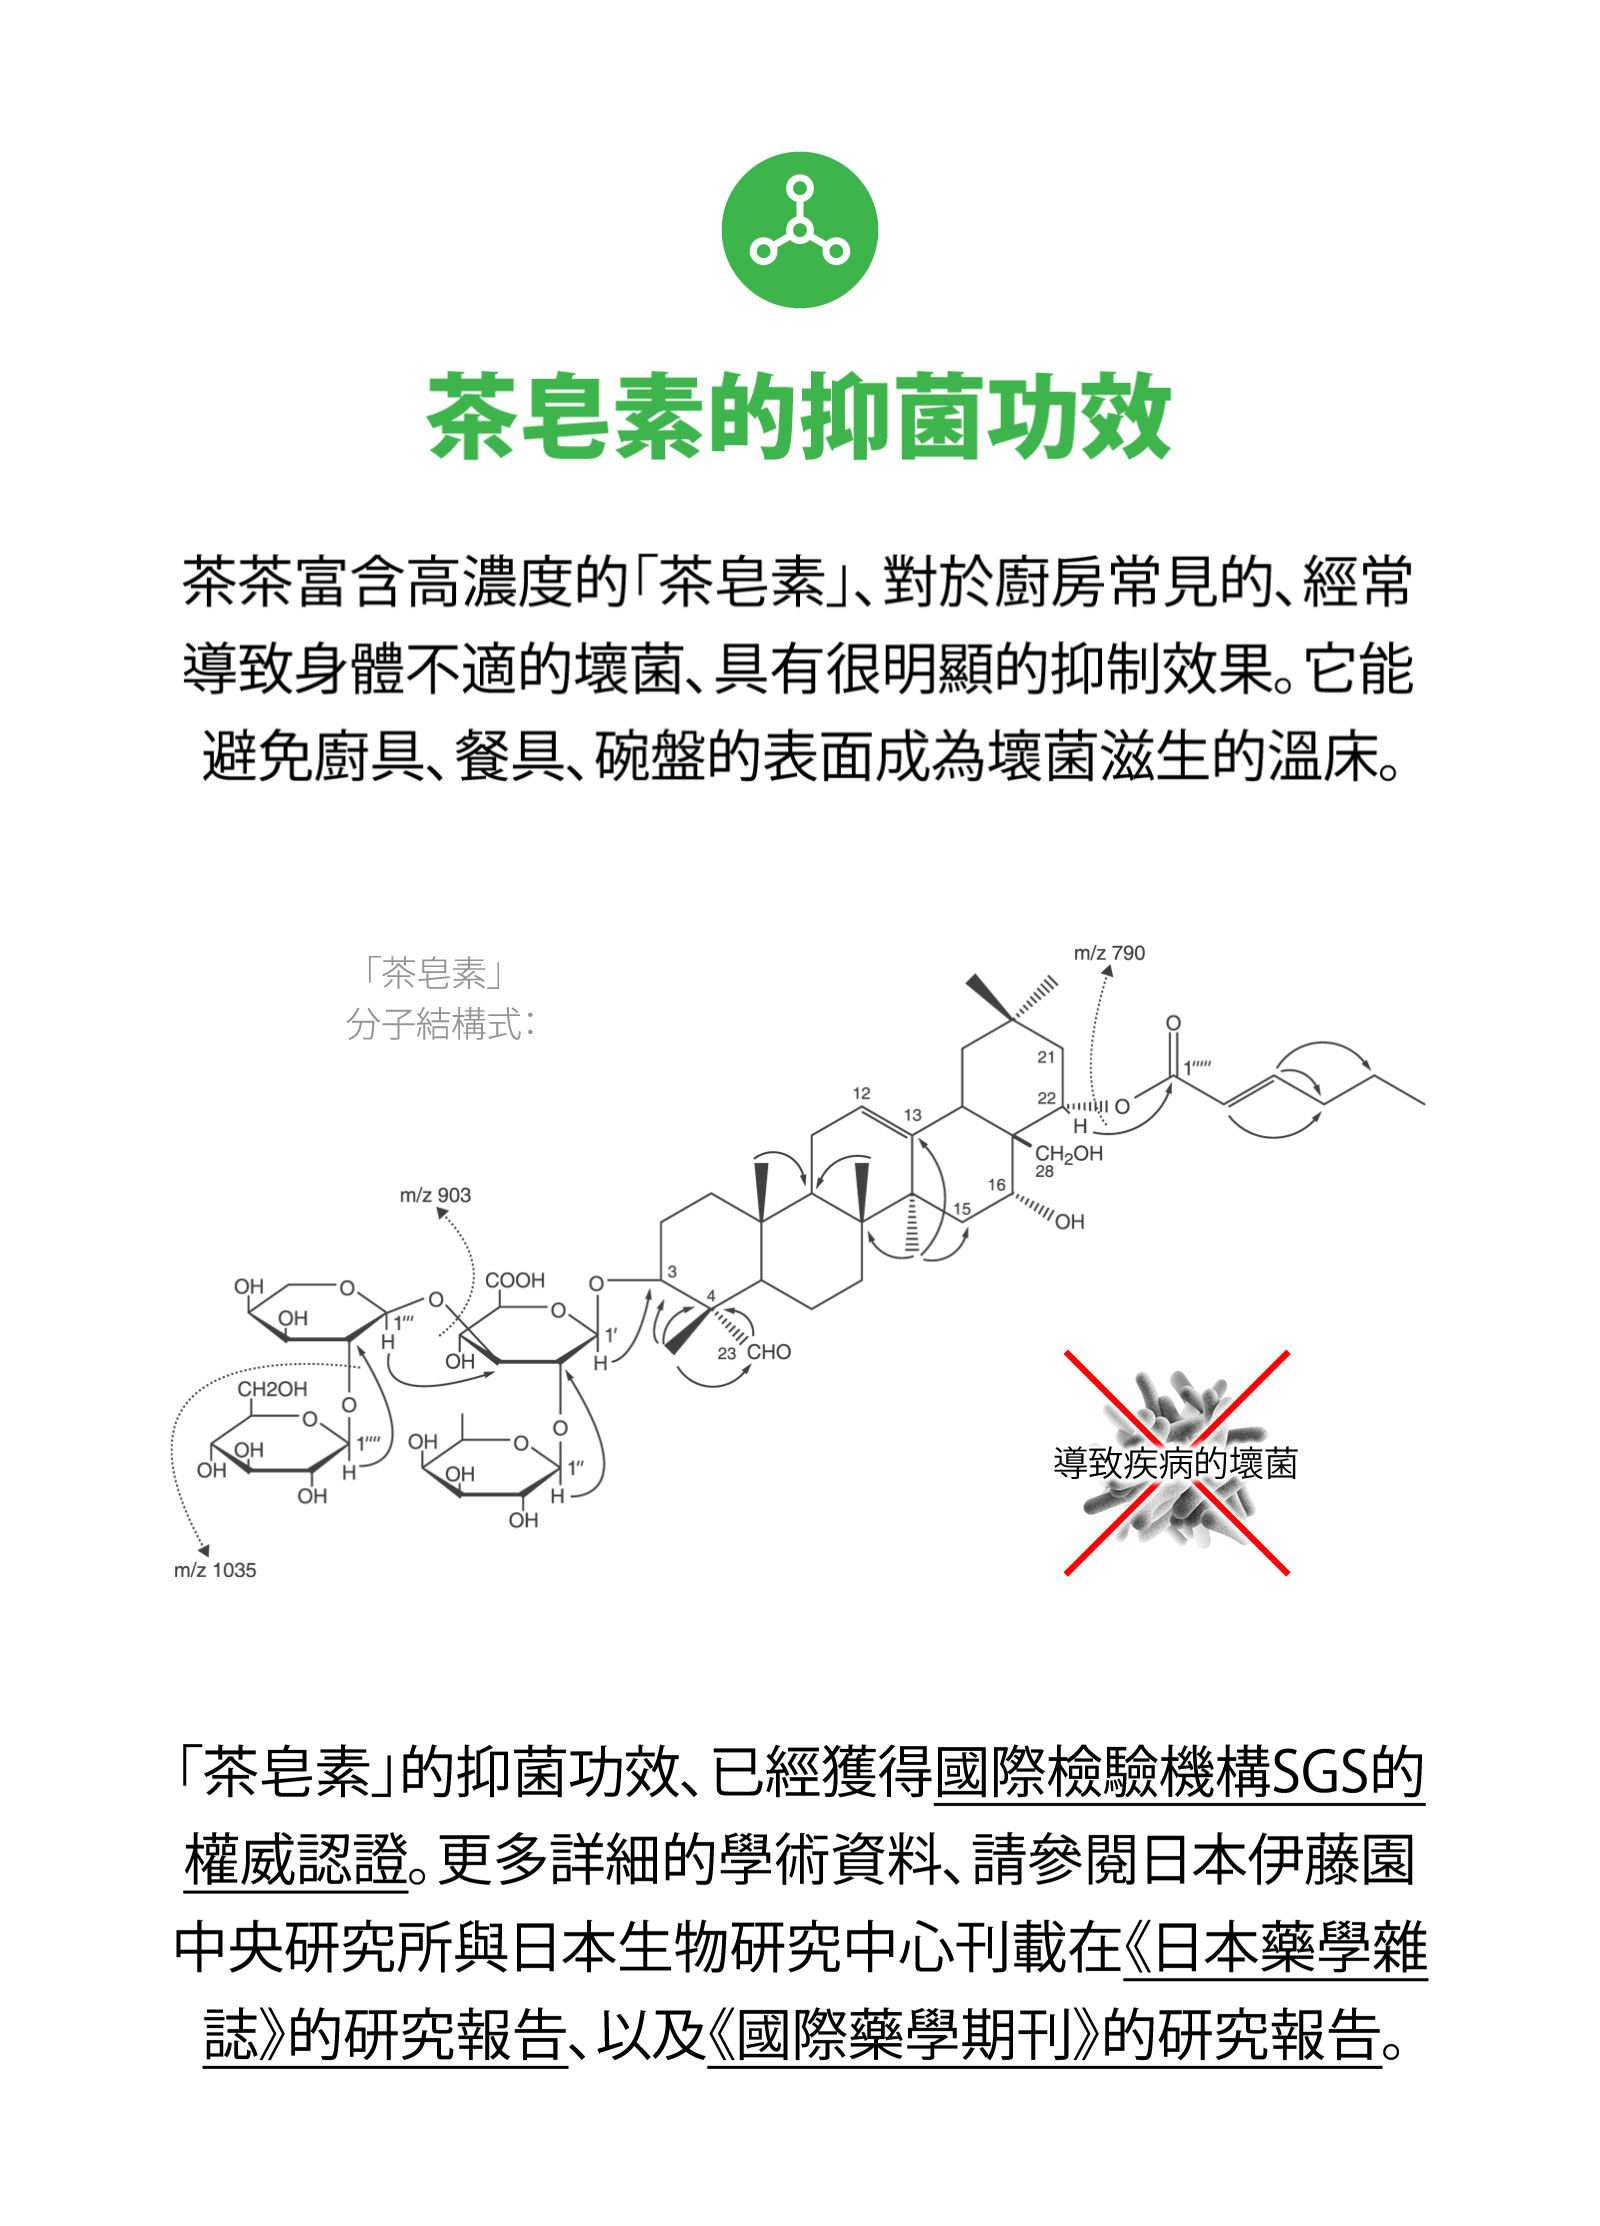 茶皂素的抑菌功效
茶茶富含高濃度的「茶皂素」、對於廚房常見的、經常
導致身體不適的壞菌、具有很明顯的抑制效果。它能
避免廚具、餐具、碗盤的表面成為壞菌滋生的溫床。
「茶皂素」
分子結構式:
m/z 790
O
1'''''
21
22
O
H
12
13
CH2OH
28
16
15
OH
m/z 903
3
4
23 CHO
COOH
O
O
1'
H
OH
OH
O
O
OH
1'''
H
CH2OH
O
O
OH
OH
1''''
H
OH
O
OH
O
OH
1''
H
OH
m/z 1035
導致疾病的壞菌
「茶皂素」的抑菌功效、已經獲得國際檢驗機構SGS的
權威認證。更多詳細的學術資料、請參閱日本伊藤園
中央研究所與日本生物研究中心刊載在《日本藥學雜
誌》的研究報告、以及《國際藥學期刊》的研究報告。